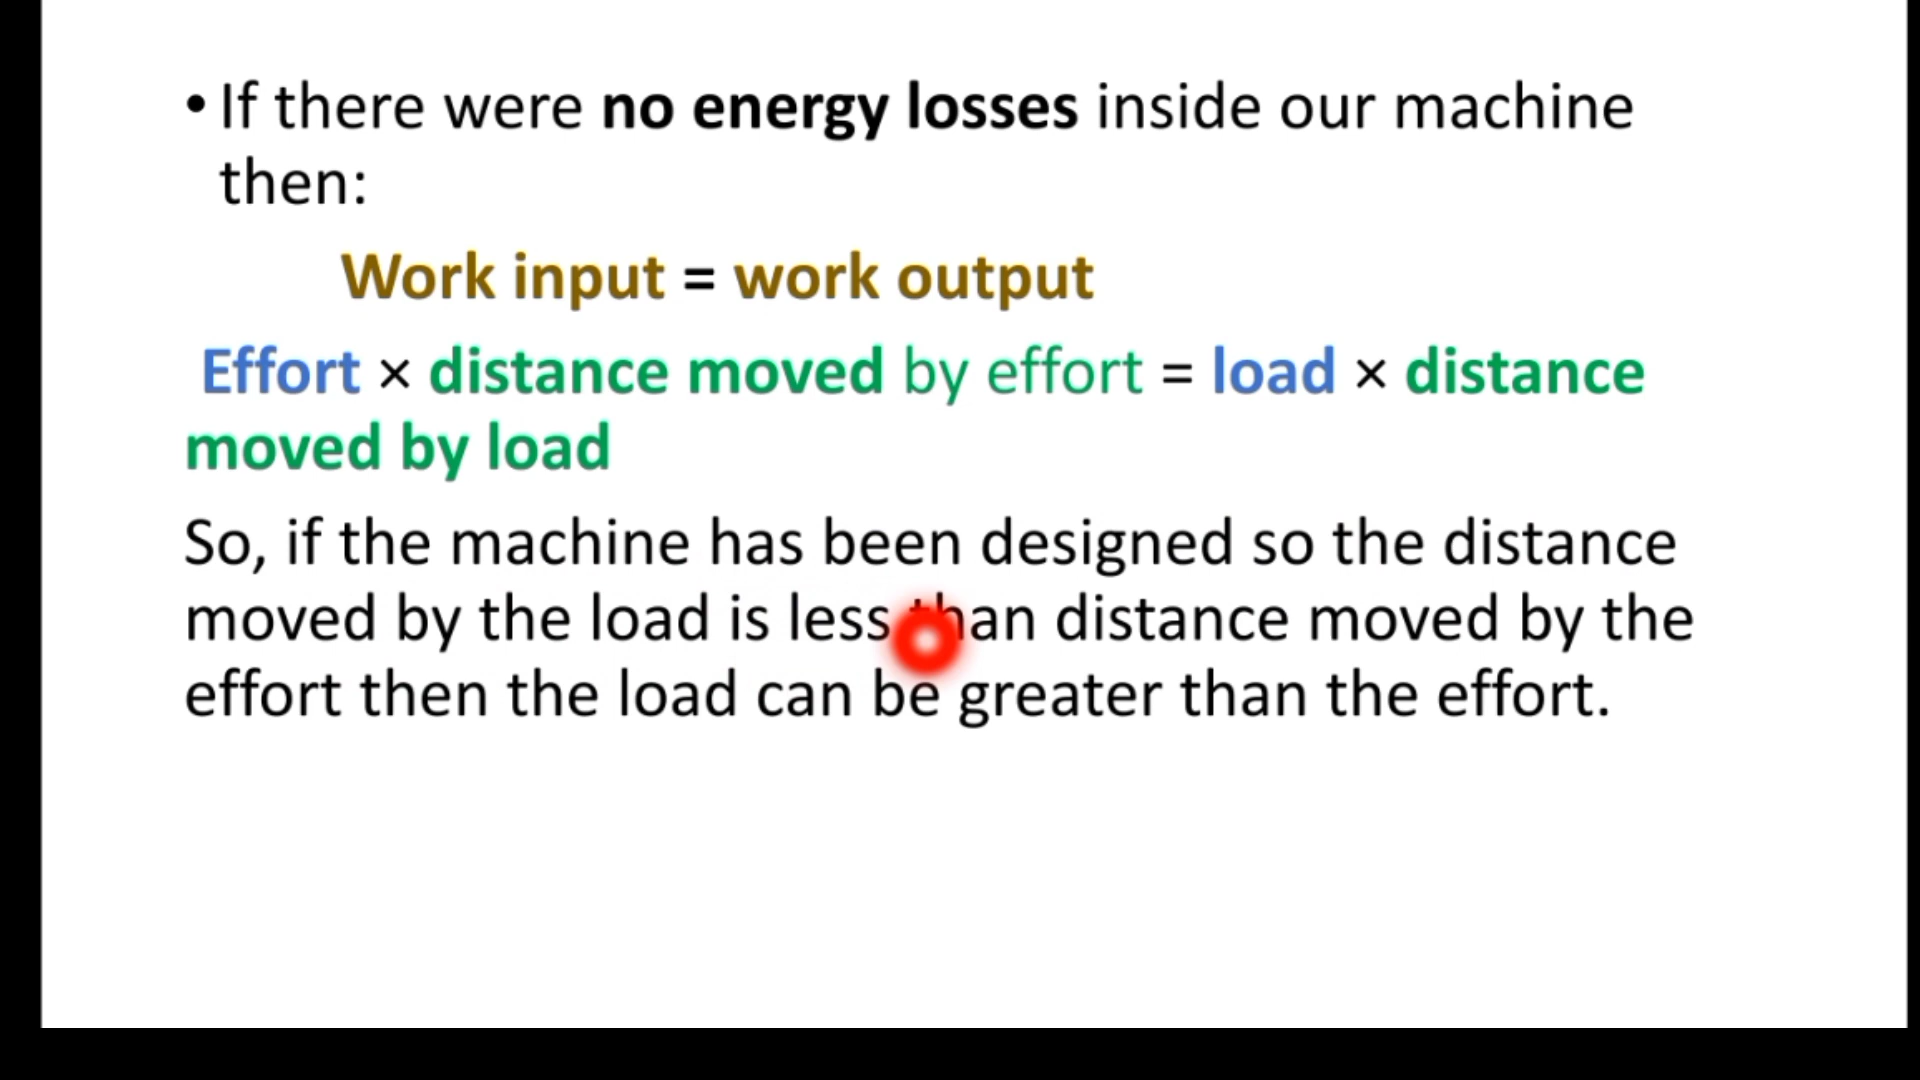 • If there were no energy losses inside our machine
then:
Work input = work output
Effort × distance moved by effort = load × distance
moved by load
So, if the machine has been designed so the distance
moved by the load is less than distance moved by the
effort then the load can be greater than the effort.